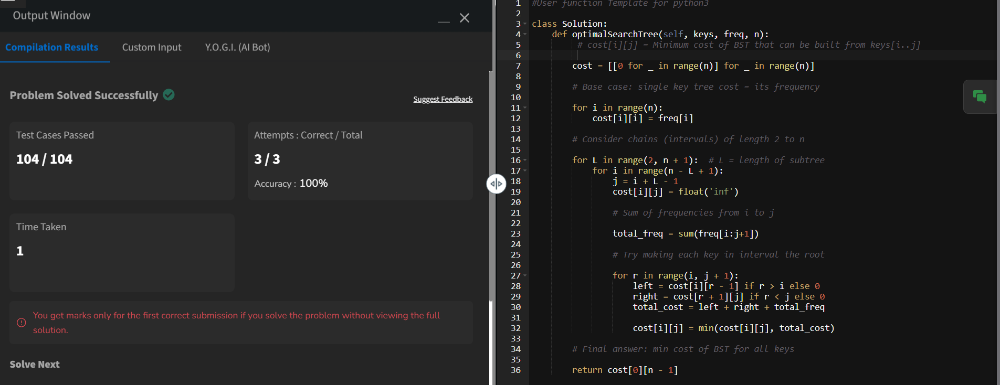 Output Window
Compilation Results
Custom Input
Y.O.G.I. (AI Bot)
Problem Solved Successfully
Suggest Feedback
Test Cases Passed
104 / 104
Attempts : Correct / Total
3 / 3
Accuracy : 100%
Time Taken
1
You get marks only for the first correct submission if you solve the problem without viewing the full
solution.
Solve Next
1 #User function Template for python3
2
3 class Solution:
4     def optimalSearchTree(self, keys, freq, n):
5          # cost[i][j] = Minimum cost of BST that can be built from keys[i..j]
6
7         cost = [[0 for _ in range(n)] for _ in range(n)]
8
9         # Base case: single key tree cost = its frequency
10
11         for i in range(n):
12             cost[i][i] = freq[i]
13
14         # Consider chains (intervals) of length 2 to n
15
16         for L in range(2, n + 1):  # L = length of subtree
17             for i in range(n - L + 1):
18                 j = i + L - 1
19                 cost[i][j] = float('inf')
20
21                 # Sum of frequencies from i to j
22
23                 total_freq = sum(freq[i:j+1])
24
25                 # Try making each key in interval the root
26
27                 for r in range(i, j + 1):
28                     left = cost[i][r - 1] if r > i else 0
29                     right = cost[r + 1][j] if r < j else 0
30                     total_cost = left + right + total_freq
31
32                     cost[i][j] = min(cost[i][j], total_cost)
33
34         # Final answer: min cost of BST for all keys
35
36         return cost[0][n - 1]